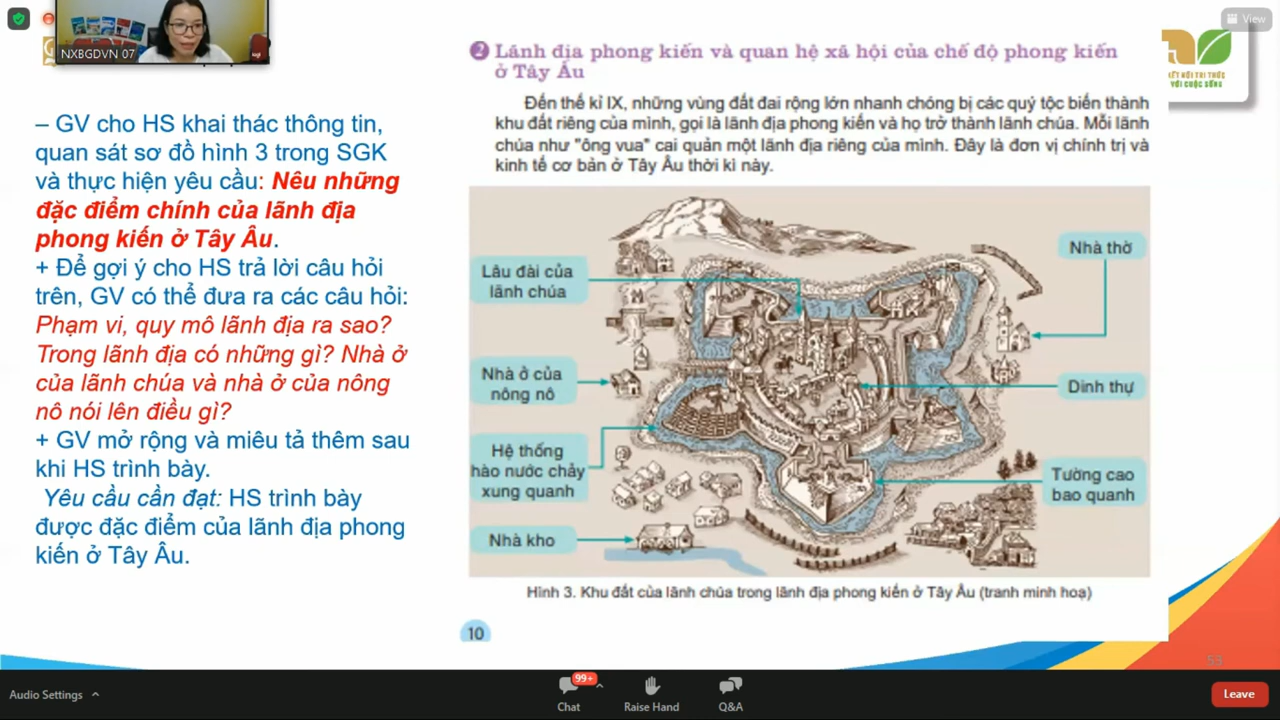 View
NXBGDVN 07
KẾT NỐI TRI THỨC
VỚI CUỘC SỐNG
– GV cho HS khai thác thông tin,
quan sát sơ đồ hình 3 trong SGK
và thực hiện yêu cầu: Nêu những
đặc điểm chính của lãnh địa
phong kiến ở Tây Âu.
+ Để gợi ý cho HS trả lời câu hỏi
trên, GV có thể đưa ra các câu hỏi:
Phạm vi, quy mô lãnh địa ra sao?
Trong lãnh địa có những gì? Nhà ở
của lãnh chúa và nhà ở của nông
nô nói lên điều gì?
+ GV mở rộng và miêu tả thêm sau
khi HS trình bày.
Yêu cầu cần đạt: HS trình bày
được đặc điểm của lãnh địa phong
kiến ở Tây Âu.
2 Lãnh địa phong kiến và quan hệ xã hội của chế độ phong kiến
ở Tây Âu
Đến thế kỉ IX, những vùng đất đai rộng lớn nhanh chóng bị các quý tộc biến thành
khu đất riêng của mình, gọi là lãnh địa phong kiến và họ trở thành lãnh chúa. Mỗi lãnh
chúa như "ông vua" cai quản một lãnh địa riêng của mình. Đây là đơn vị chính trị và
kinh tế cơ bản ở Tây Âu thời kì này.
Lâu đài của
lãnh chúa
Nhà ở của
nông nô
Hệ thống
hào nước chảy
xung quanh
Nhà kho
Nhà thờ
Dinh thự
Tường cao
bao quanh
Hình 3. Khu đất của lãnh chúa trong lãnh địa phong kiến ở Tây Âu (tranh minh hoạ)
10
53
Audio Settings
99+
Chat
Raise Hand
Q&A
Leave